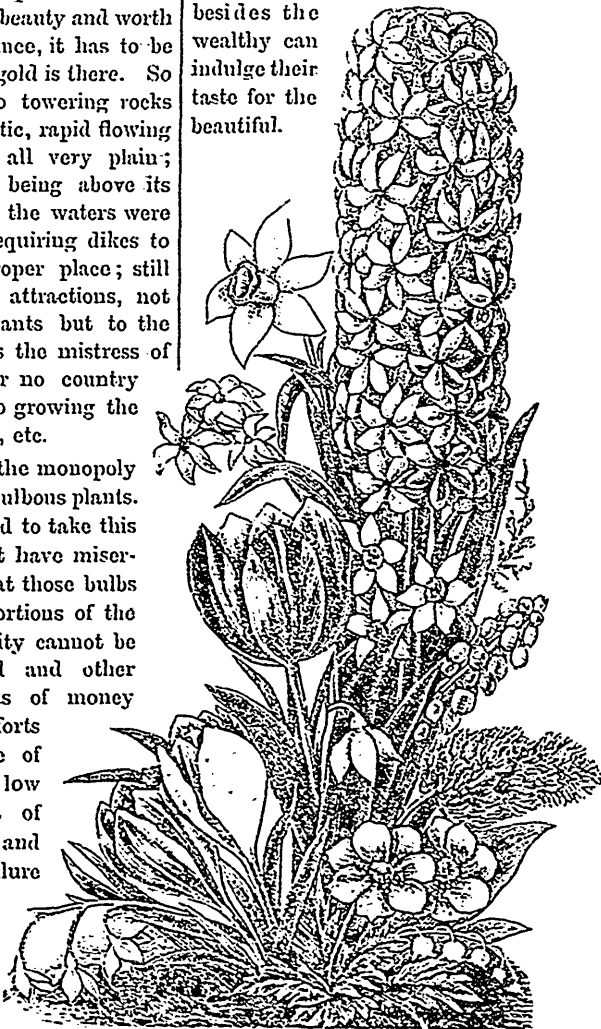 beauty and worth
nce, it has to be
gold is there. So
o towering rocks
tic, rapid flowing
all very plain;
being above its
the waters were
equiring dikes to
roper place; still
attractions, not
ants but to the
s the mistress of
r no country
o growing the
, etc.
the monopoly
ulbous plants.
d to take this
t have miser-
at those bulbs
ortions of the
ity cannot be
l and other
ts of money
forts
e of
low
of
and
lure
besides the
wealthy can
indulge their
taste for the
beautiful.